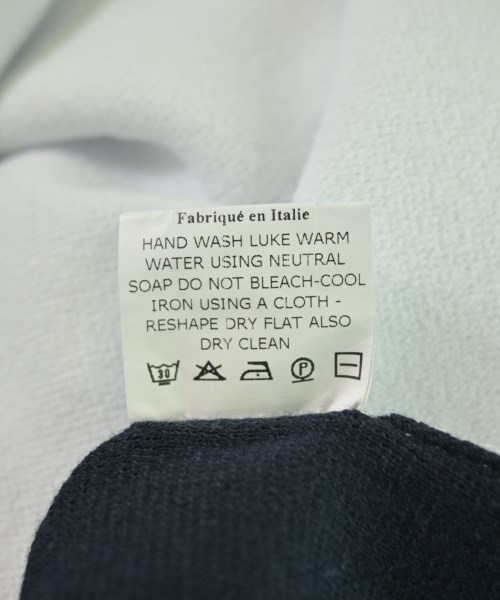 Fabriqué en Italie
HAND WASH LUKE WARM
WATER USING NEUTRAL
SOAP DO NOT BLEACH-COOL
IRON USING A CLOTH -
RESHAPE DRY FLAT ALSO
DRY CLEAN
30 P